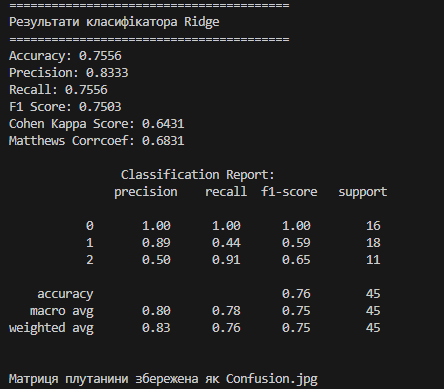 ========================================
Результати класифікатора Ridge
========================================
Accuracy: 0.7556
Precision: 0.8333
Recall: 0.7556
F1 Score: 0.7503
Cohen Kappa Score: 0.6431
Matthews Corrcoef: 0.6831
Classification Report:
precision recall f1-score support
0 1.00 1.00 1.00 16
1 0.89 0.44 0.59 18
2 0.50 0.91 0.65 11
accuracy 0.76 45
macro avg 0.80 0.78 0.75 45
weighted avg 0.83 0.76 0.75 45
Матриця плутанини збережена як Confusion.jpg